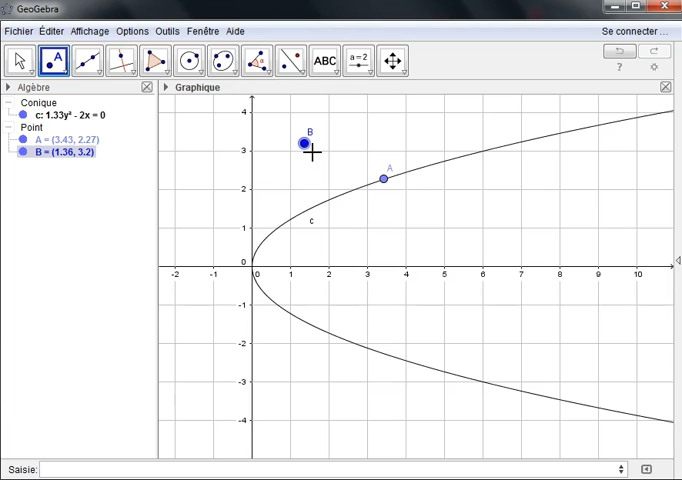 GeoGebra
Fichier Éditer Affichage Options Outils Fenêtre Aide Se connecter ...
A α ABC a = 2
?
Algèbre Graphique
Conique
c: 1.33y² - 2x = 0
Point
A = (3.43, 2.27)
B = (1.36, 3.2)
4
B
3
A
2
c
1
0
-2 -1 0 1 2 3 4 5 6 7 8 9 10
-1
-2
-3
-4
Saisie: